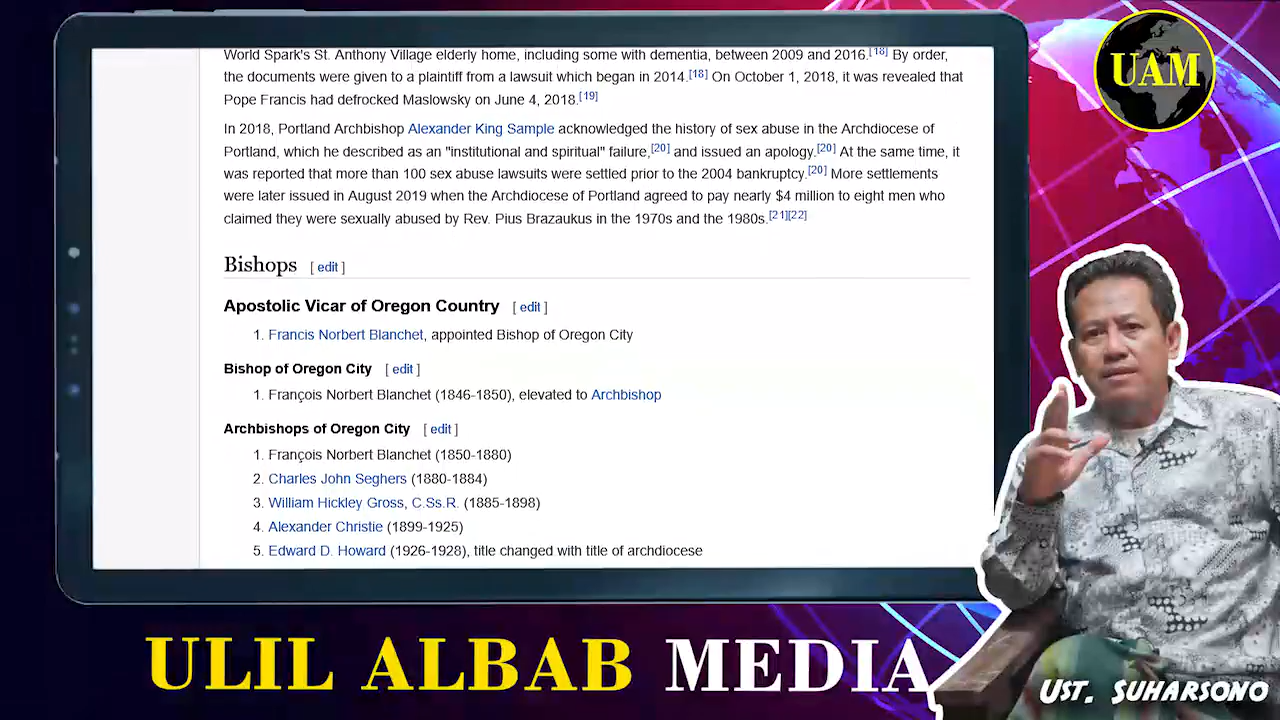 World Spark's St. Anthony Village elderly home, including some with dementia, between 2009 and 2016.[18] By order,
the documents were given to a plaintiff from a lawsuit which began in 2014.[18] On October 1, 2018, it was revealed that
Pope Francis had defrocked Maslowsky on June 4, 2018.[19]
In 2018, Portland Archbishop Alexander King Sample acknowledged the history of sex abuse in the Archdiocese of
Portland, which he described as an "institutional and spiritual" failure,[20] and issued an apology.[20] At the same time, it
was reported that more than 100 sex abuse lawsuits were settled prior to the 2004 bankruptcy.[20] More settlements
were later issued in August 2019 when the Archdiocese of Portland agreed to pay nearly $4 million to eight men who
claimed they were sexually abused by Rev. Pius Brazaukus in the 1970s and the 1980s.[21][22]
Bishops [ edit ]
Apostolic Vicar of Oregon Country [ edit ]
1. Francis Norbert Blanchet, appointed Bishop of Oregon City
Bishop of Oregon City [ edit ]
1. François Norbert Blanchet (1846-1850), elevated to Archbishop
Archbishops of Oregon City [ edit ]
1. François Norbert Blanchet (1850-1880)
2. Charles John Seghers (1880-1884)
3. William Hickley Gross, C.Ss.R. (1885-1898)
4. Alexander Christie (1899-1925)
5. Edward D. Howard (1926-1928), title changed with title of archdiocese
UAM
ULIL ALBAB MEDIA
UST. SUHARSONO